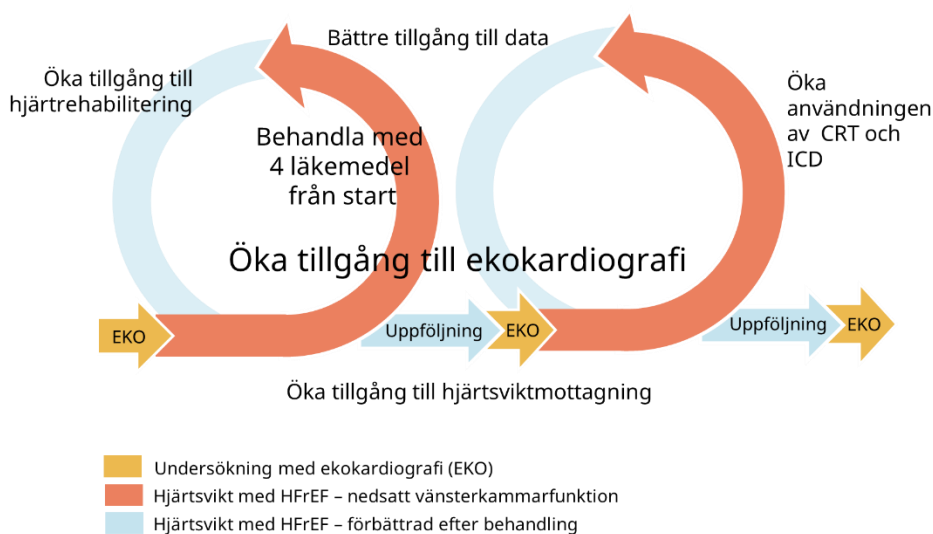 Bättre tillgång till data
Öka tillgång till
hjärtrehabilitering
Öka
användningen
av CRT och
ICD
Behandla med
4 läkemedel
från start
Öka tillgång till ekokardiografi
EKO
Uppföljning
EKO
Uppföljning
EKO
Öka tillgång till hjärtsviktmottagning
Undersökning med ekokardiografi (EKO)
Hjärtsvikt med HFrEF – nedsatt vänsterkammarfunktion
Hjärtsvikt med HFrEF – förbättrad efter behandling